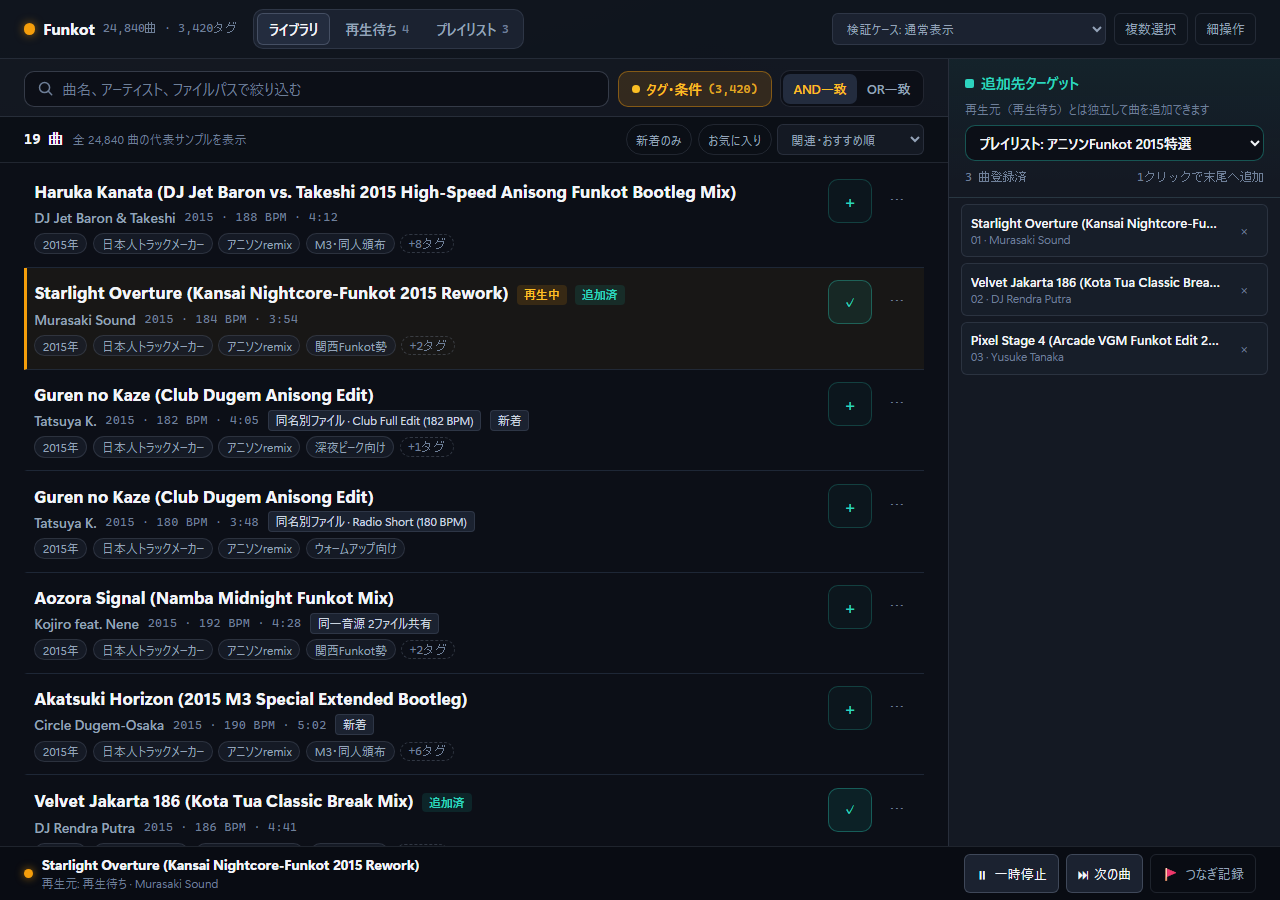 Funkot 24,840曲 · 3,420タグ ライブラリ 再生待ち 4 プレイリスト 3 検証ケース: 通常表示 複数選択 細操作
曲名、アーティスト、ファイルパスで絞り込む タグ・条件 (3,420) AND一致 OR一致
19 曲 全 24,840 曲の代表サンプルを表示 新着のみ お気に入り 関連・おすすめ順
Haruka Kanata (DJ Jet Baron vs. Takeshi 2015 High-Speed Anisong Funkot Bootleg Mix)
DJ Jet Baron & Takeshi 2015 · 188 BPM · 4:12
2015年 日本人トラックメーカー アニソンremix M3・同人頒布 +8タグ
+ ···
Starlight Overture (Kansai Nightcore-Funkot 2015 Rework) 再生中 追加済
Murasaki Sound 2015 · 184 BPM · 3:54
2015年 日本人トラックメーカー アニソンremix 関西Funkot勢 +2タグ
✓ ···
Guren no Kaze (Club Dugem Anisong Edit)
Tatsuya K. 2015 · 182 BPM · 4:05 同名別ファイル · Club Full Edit (182 BPM) 新着
2015年 日本人トラックメーカー アニソンremix 深夜ピーク向け +1タグ
+ ···
Guren no Kaze (Club Dugem Anisong Edit)
Tatsuya K. 2015 · 180 BPM · 3:48 同名別ファイル · Radio Short (180 BPM)
2015年 日本人トラックメーカー アニソンremix ウォームアップ向け
+ ···
Aozora Signal (Namba Midnight Funkot Mix)
Kojiro feat. Nene 2015 · 192 BPM · 4:28 同一音源 2ファイル共有
2015年 日本人トラックメーカー アニソンremix 関西Funkot勢 +2タグ
+ ···
Akatsuki Horizon (2015 M3 Special Extended Bootleg)
Circle Dugem-Osaka 2015 · 190 BPM · 5:02 新着
2015年 日本人トラックメーカー アニソンremix M3・同人頒布 +6タグ
+ ···
Velvet Jakarta 186 (Kota Tua Classic Break Mix) 追加済
DJ Rendra Putra 2015 · 186 BPM · 4:41
✓ ···
追加先ターゲット
再生元（再生待ち）とは独立して曲を追加できます
プレイリスト: アニソンFunkot 2015特選
3 曲登録済 1クリックで末尾へ追加
Starlight Overture (Kansai Nightcore-Fu...
01 · Murasaki Sound ×
Velvet Jakarta 186 (Kota Tua Classic Brea...
02 · DJ Rendra Putra ×
Pixel Stage 4 (Arcade VGM Funkot Edit 2...
03 · Yusuke Tanaka ×
Starlight Overture (Kansai Nightcore-Funkot 2015 Rework)
再生元: 再生待ち · Murasaki Sound
一時停止 次の曲 つなぎ記録